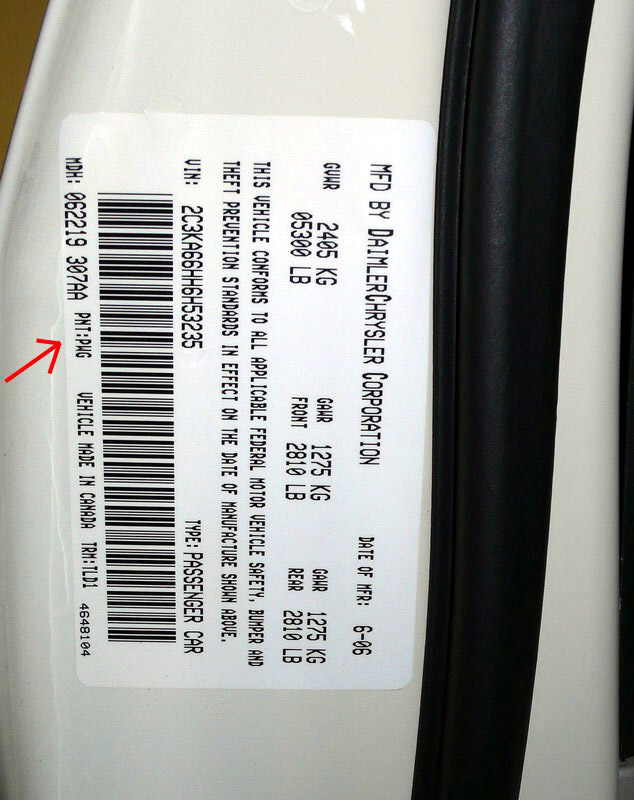 MFD BY DAIMLERCHRYSLER CORPORATION DATE OF MFR: 6-06
GVWR 2405 KG GAWR 1275 KG GAWR 1275 KG
05300 LB FRONT 2810 LB REAR 2810 LB
THIS VEHICLE CONFORMS TO ALL APPLICABLE FEDERAL MOTOR VEHICLE SAFETY, BUMPER AND
THEFT PREVENTION STANDARDS IN EFFECT ON THE DATE OF MANUFACTURE SHOWN ABOVE.
VIN: 2C3KA66HH6H53235 TYPE: PASSENGER CAR
MDH: 062219 307AA PNT:PWG VEHICLE MADE IN CANADA TRM:TLD1 4648104